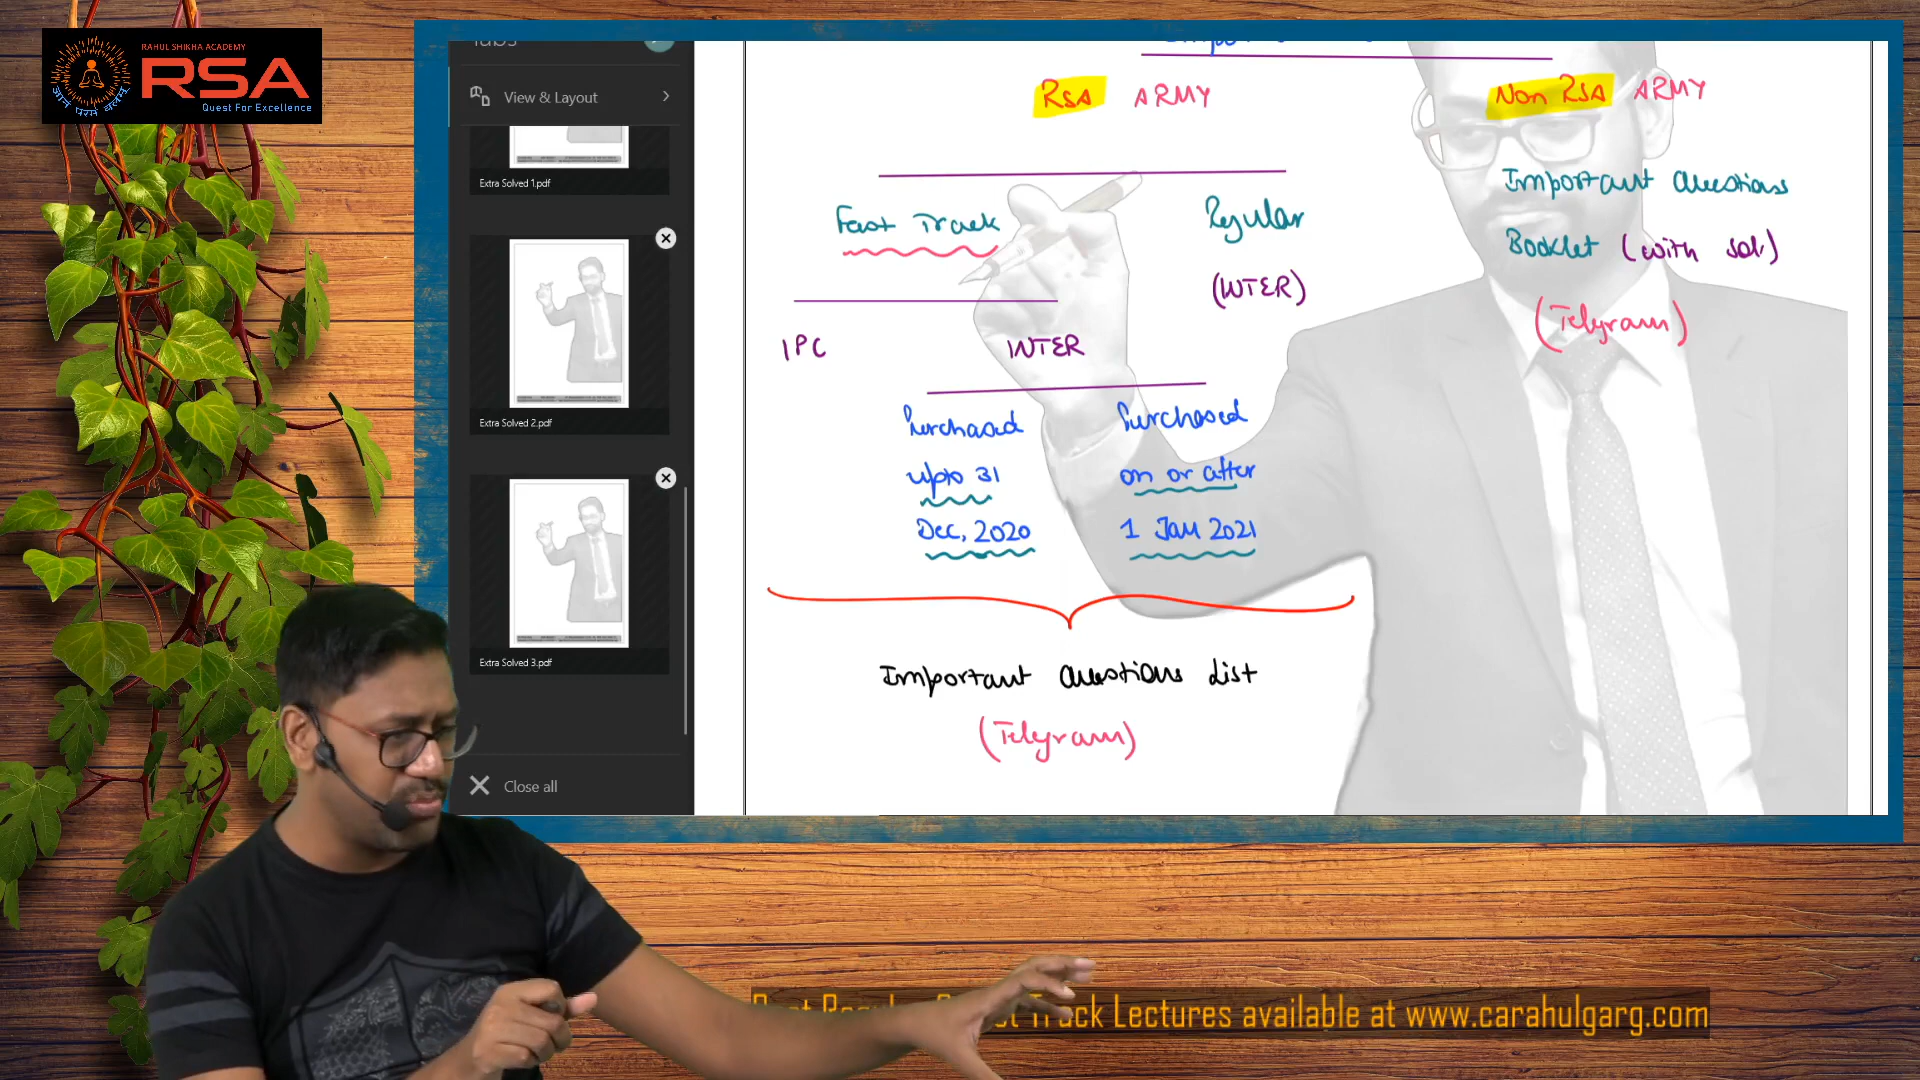 RAHUL SHIKHA ACADEMY
RSA
Quest For Excellence
Tabs
View & Layout
Extra Solved 1.pdf
Extra Solved 2.pdf
Extra Solved 3.pdf
Close all
RSA ARMY
Non RSA ARMY
Fast Track
Regular
(INTER)
Important Questions
Booklet (with sol.)
(Telegram)
IPC
INTER
Purchased
upto 31
Dec, 2020
Purchased
on or after
1 Jan 2021
Important Questions List
(Telegram)
Track Lectures available at www.carahulgarg.com